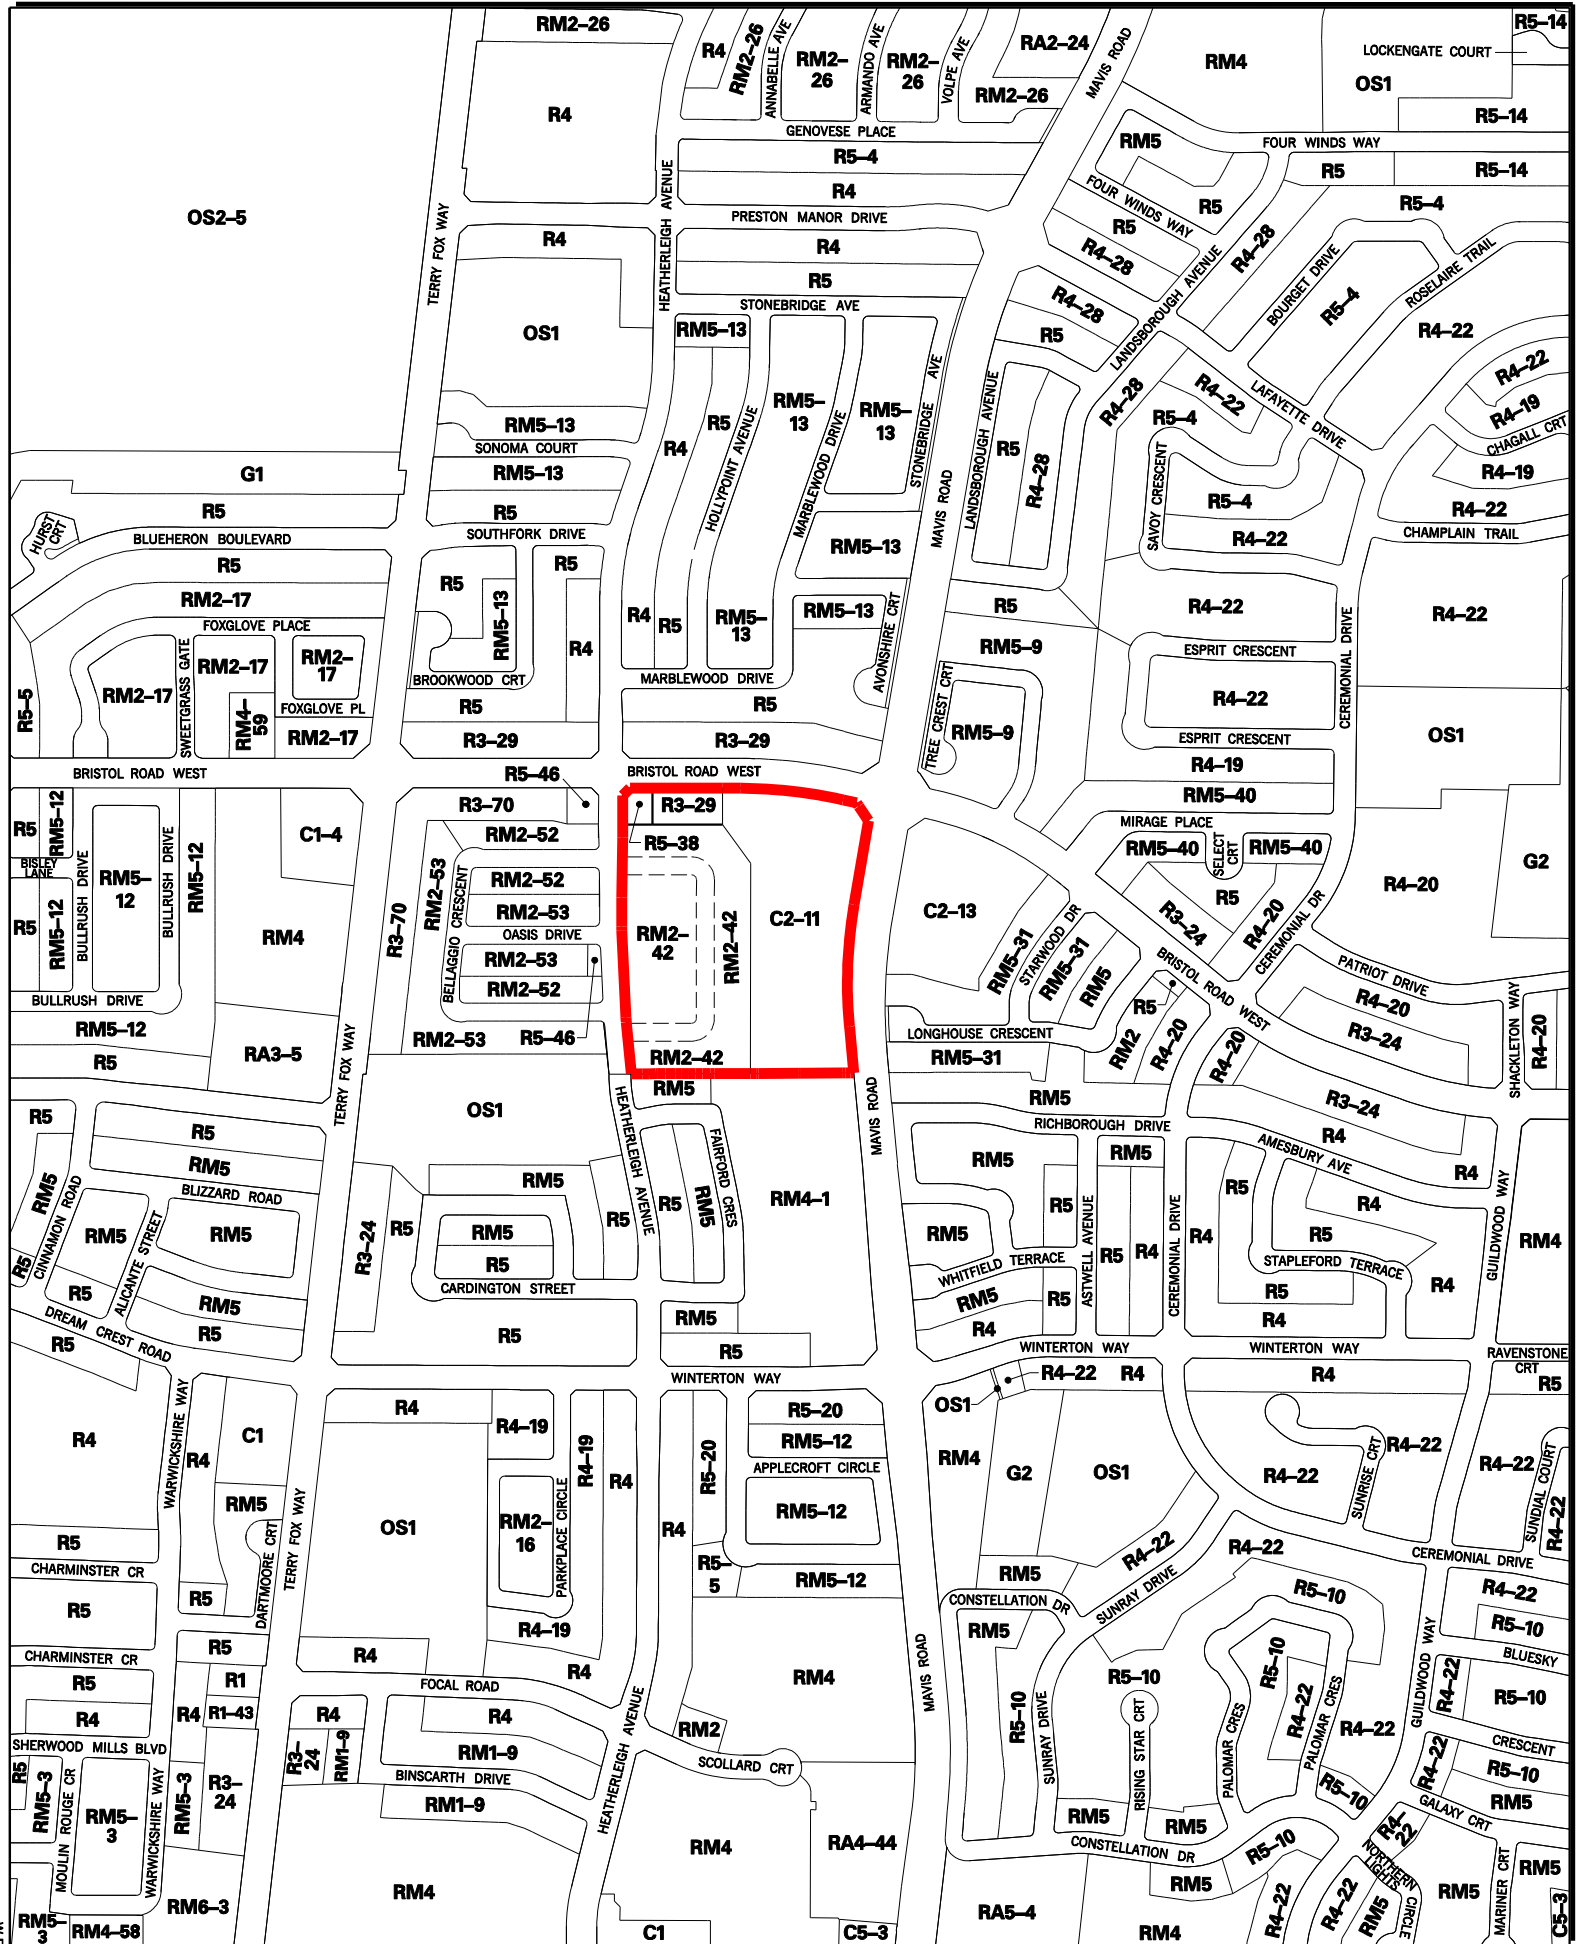 RM2–26
R4
RM2–26
ANNABELLE AVE
RM2–
26
ARMANDO AVE
RM2–
26
VOLPE AVE
RA2–24
RM2–26
MAVIS ROAD
RM4
LOCKENGATE COURT
R5–14
OS1
R5–14
R4
GENOVESE PLACE
R5–4
R4
PRESTON MANOR DRIVE
RM5
FOUR WINDS WAY
R5
R5–14
FOUR WINDS WAY
R5
R5
R4–28
R5–4
OS2–5
TERRY FOX WAY
HEATHERLEIGH AVENUE
R4
R4
R5
STONEBRIDGE AVE
OS1
RM5–13
R4–28
R5
LANDSBOROUGH AVENUE
R4–28
BOURGET DRIVE
R5–4
ROSELAIRE TRAIL
R4–22
R4–22
R4–19
CHAGALL CRT
R4–19
R4–22
CHAMPLAIN TRAIL
RM5–13
SONOMA COURT
RM5–13
R5
SOUTHFORK DRIVE
R4
R5
HOLLYPOINT AVENUE
RM5–
13
MARBLEWOOD DRIVE
RM5–
13
STONEBRIDGE AVE
MAVIS ROAD
LANDSBOROUGH AVENUE
R5
R4–28
R4–28
R4–22
LAFAYETTE DRIVE
R5–4
SAVOY CRESCENT
R5–4
R4–22
G1
R5
HURST
CRT
BLUEHERON BOULEVARD
R5
RM2–17
FOXGLOVE PLACE
R5
RM5–13
R5
R4
R4
R5
RM5–
13
RM5–13
RM5–13
AVONSHIRE CRT
R5
RM5–9
R4–22
ESPRIT CRESCENT
R4–22
CEREMONIAL DRIVE
R4–22
R5–5
RM2–17
SWEETGRASS GATE
RM2–17
RM2–
17
RM4–
59
FOXGLOVE PL
RM2–17
BROOKWOOD CRT
R5
R3–29
MARBLEWOOD DRIVE
R5
R3–29
TREE CREST CRT
RM5–9
ESPRIT CRESCENT
R4–19
RM5–40
OS1
BRISTOL ROAD WEST
R5–46
BRISTOL ROAD WEST
R5
RM5–12
BISLEY
LANE
R5
RM5–12
BULLRUSH DRIVE
RM5–
12
BULLRUSH DRIVE
RM5–12
C1–4
RM4
R3–70
RM2–52
R3–70
RM2–53
BELLAGGIO CRESCENT
RM2–52
RM2–53
OASIS DRIVE
RM2–53
RM2–52
RM2–53
R5–46
R3–29
R5–38
RM2–
42
RM2–42
RM2–42
C2–11
C2–13
MIRAGE PLACE
RM5–40
SELECT
CRT
RM5–40
R5
R3–24
R4–20
CEREMONIAL DR
R4–20
G2
RM5–31
STARWOOD DR
RM5–31
RM5
BRISTOL ROAD WEST
PATRIOT DRIVE
R4–20
R3–24
SHACKLETON WAY
R4–20
BULLRUSH DRIVE
RM5–12
R5
RA3–5
TERRY FOX WAY
LONGHOUSE CRESCENT
RM5–31
R5
RM2
R4–20
R4–20
RM5
RICHBOROUGH DRIVE
R3–24
R4
AMESBURY AVE
R4
OS1
RM5
MAVIS ROAD
R5
R5
RM5
BLIZZARD ROAD
RM5
CINNAMON ROAD
RM5
ALICANTE STREET
RM5
R5
R5
RM5
R5
DREAM CREST ROAD
R5
RM5
R3–24
R5
RM5
R5
CARDINGTON STREET
R5
R5
HEATHERLEIGH AVENUE
R5
RM5
FAIRFORD CRES
RM4–1
RM5
R5
WINTERTON WAY
RM5
RM5
WHITFIELD TERRACE
RM5
R4
R5
R5
ASTWELL AVENUE
RM5
R5
R4
CEREMONIAL DRIVE
R4
R5
R4
R5
STAPLEFORD TERRACE
R5
R4
R4
GUILDWOOD WAY
RM4
WINTERTON WAY
WINTERTON WAY
RAVENSTONE
CRT
R5
R4
WARWICKSHIRE WAY
R4
C1
RM5
DARTMOORE CRT
TERRY FOX WAY
R4
R4–19
OS1
RM2–
16
PARKPLACE CIRCLE
R4–19
R4
R4
R5–20
R5–20
RM5–12
APPLECROFT CIRCLE
RM5–12
R5–
5
RM5–12
OS1
R4–22
R4
R4
RM4
G2
OS1
R4–22
SUNRISE CRT
R4–22
R4–22
SUNDIAL COURT
R4–22
R5
CHARMINSTER CR
R5
R5
CHARMINSTER CR
R5
R4
R5
R1
R1–43
R4
R4
R4–19
R4
FOCAL ROAD
RM4
RM2
MAVIS ROAD
RM5
R4–22
CONSTELLATION DR
SUNRAY DRIVE
RM5
R4–22
R5–10
CEREMONIAL DRIVE
R4–22
R5–10
BLUESKY
R5–10
CRESCENT
R5–10
RM5
GALAXY CRT
GUILDWOOD WAY
R4–22
R4–22
SHERWOOD MILLS BLVD
R5
RM5–3
MOULIN ROUGE CR
RM5–
3
WARWICKSHIRE WAY
RM5–3
R3–
24
R4
R3–
24
RM1–9
R4
RM1–9
BINSCARTH DRIVE
RM1–9
HEATHERLEIGH AVENUE
SCOLLARD CRT
RM4
RA4–44
R5–10
SUNRAY DRIVE
R5–10
RISING STAR CRT
PALOMAR CRES
R5–10
R4–22
PALOMAR CRES
R4–22
R5–10
RM5
RM5
CONSTELLATION DR
R5–10
R4–
22
NORTHERN
LIGHTS
CIRCLE
RM5–
3
RM4–58
RM6–3
RM4
C1
C5–3
RA5–4
RM5
RM4
R4–22
R4–22
RM5
RM5
MARINER CRT
RM5
C5–3